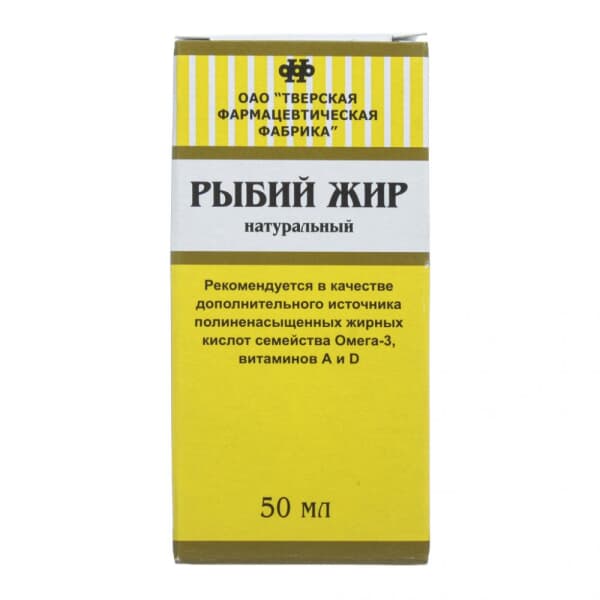 ОАО "ТВЕРСКАЯ
ФАРМАЦЕВТИЧЕСКАЯ
ФАБРИКА"
РЫБИЙ ЖИР
натуральный
Рекомендуется в качестве
дополнительного источника
полиненасыщенных жирных
кислот семейства Омега-3,
витаминов А и D
50 мл